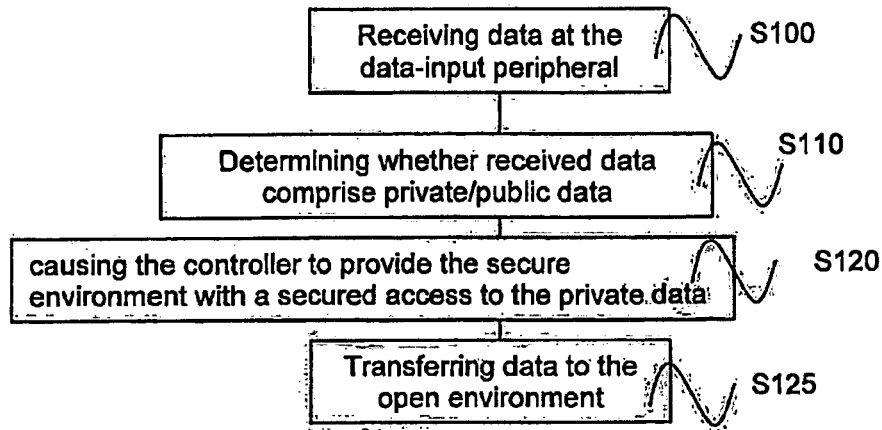 Receiving data at the
data-input peripheral
S100
Determining whether received data
comprise private/public data
S110
causing the controller to provide the secure
environment with a secured access to the private data
S120
Transferring data to the
open environment
S125